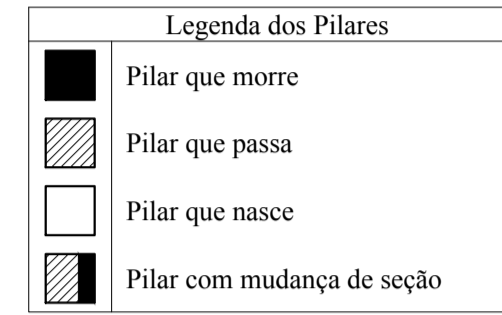 Legenda dos Pilares
Pilar que morre
Pilar que passa
Pilar que nasce
Pilar com mudança de seção